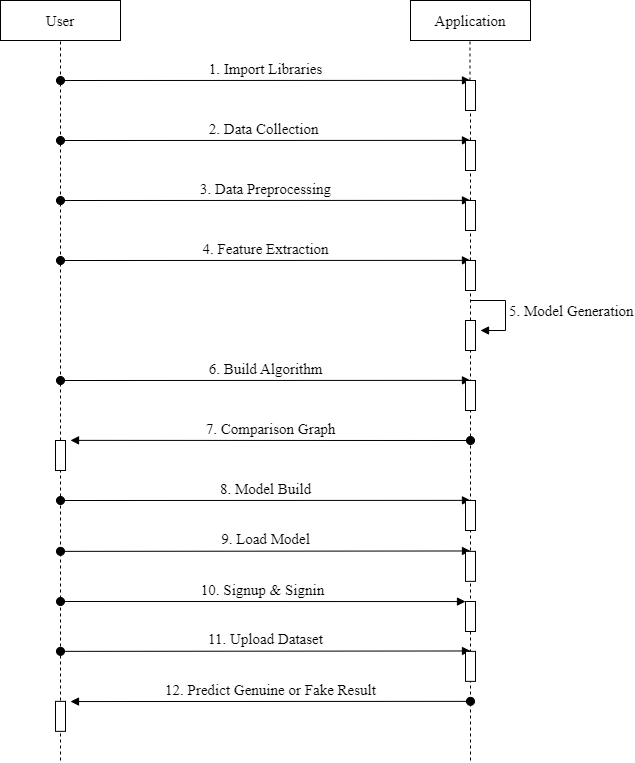 User
Application
1. Import Libraries
2. Data Collection
3. Data Preprocessing
4. Feature Extraction
5. Model Generation
6. Build Algorithm
7. Comparison Graph
8. Model Build
9. Load Model
10. Signup & Signin
11. Upload Dataset
12. Predict Genuine or Fake Result